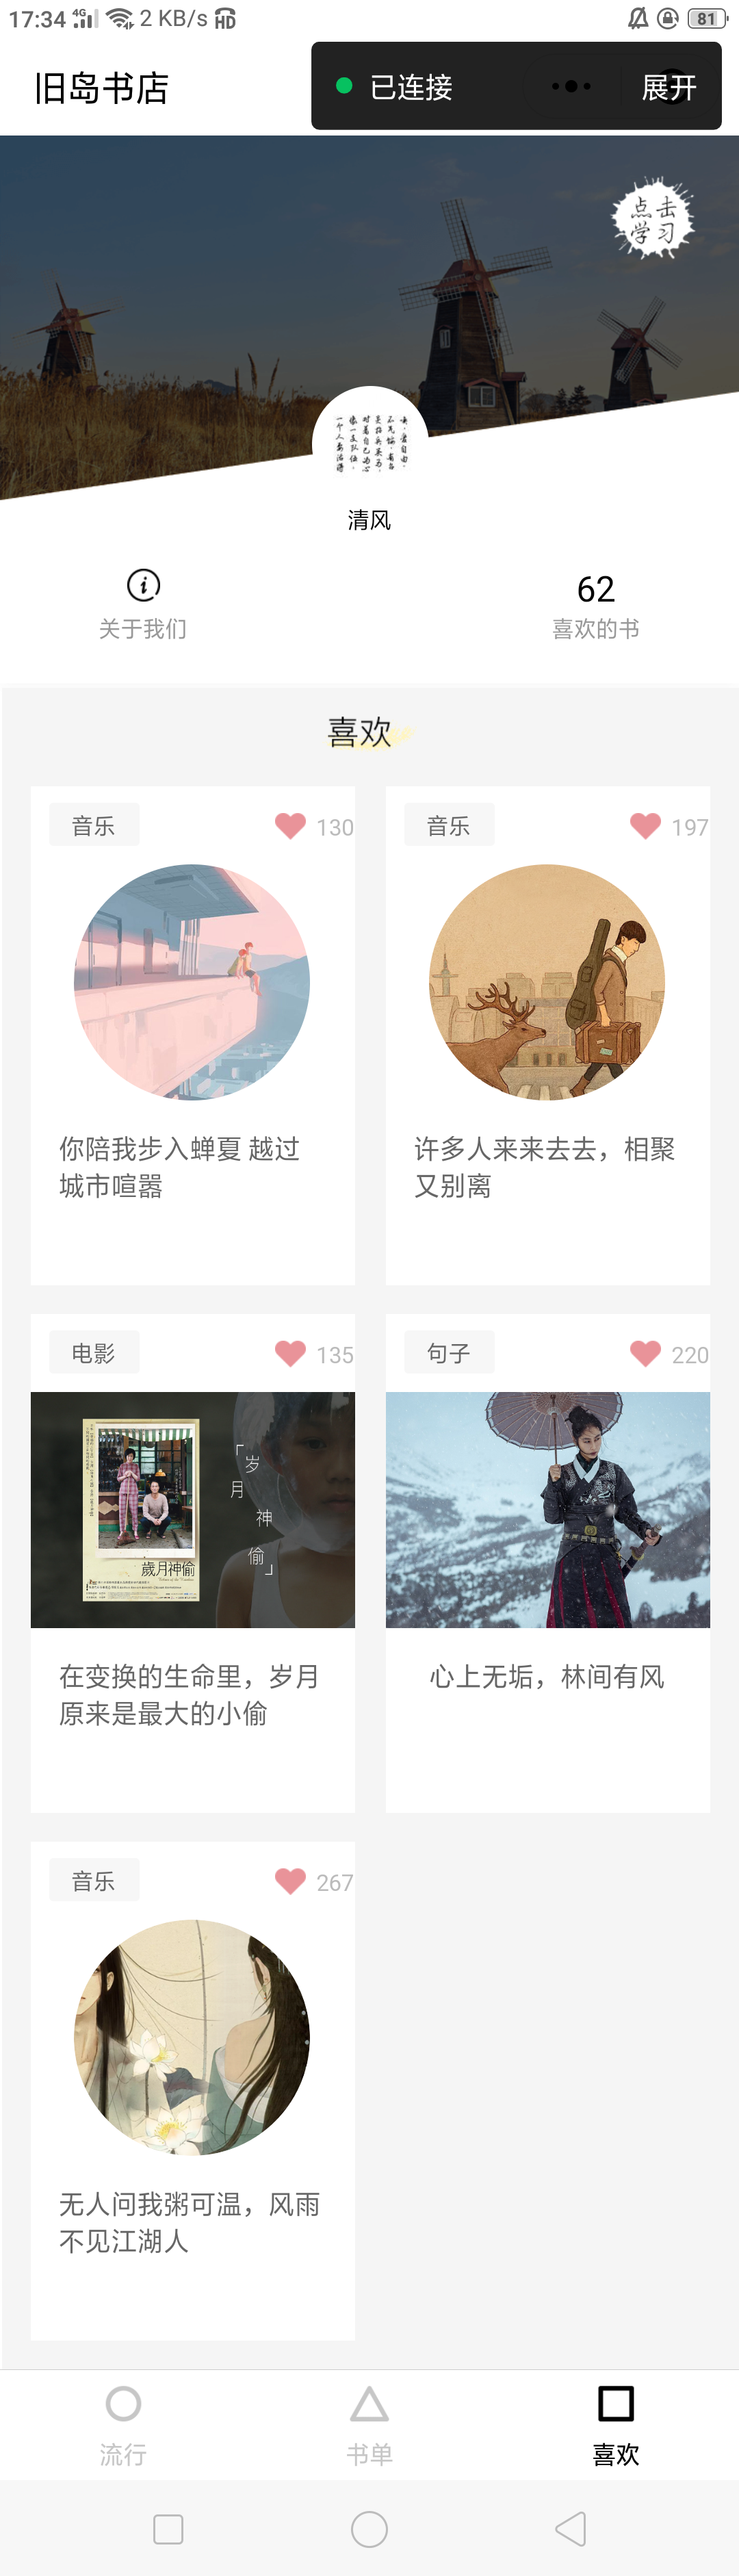 17:34 4G 2 KB/s HD 81
旧岛书店
已连接 展开
点击
学习
清风
关于我们
62
喜欢的书
喜欢
音乐 130
音乐 197
你陪我步入蝉夏 越过
城市喧嚣
许多人来来去去，相聚
又别离
电影 135
句子 220
「岁
月
神
偷」
歲月神偷
在变换的生命里，岁月
原来是最大的小偷
心上无垢，林间有风
音乐 267
无人问我粥可温，风雨
不见江湖人
流行 书单 喜欢